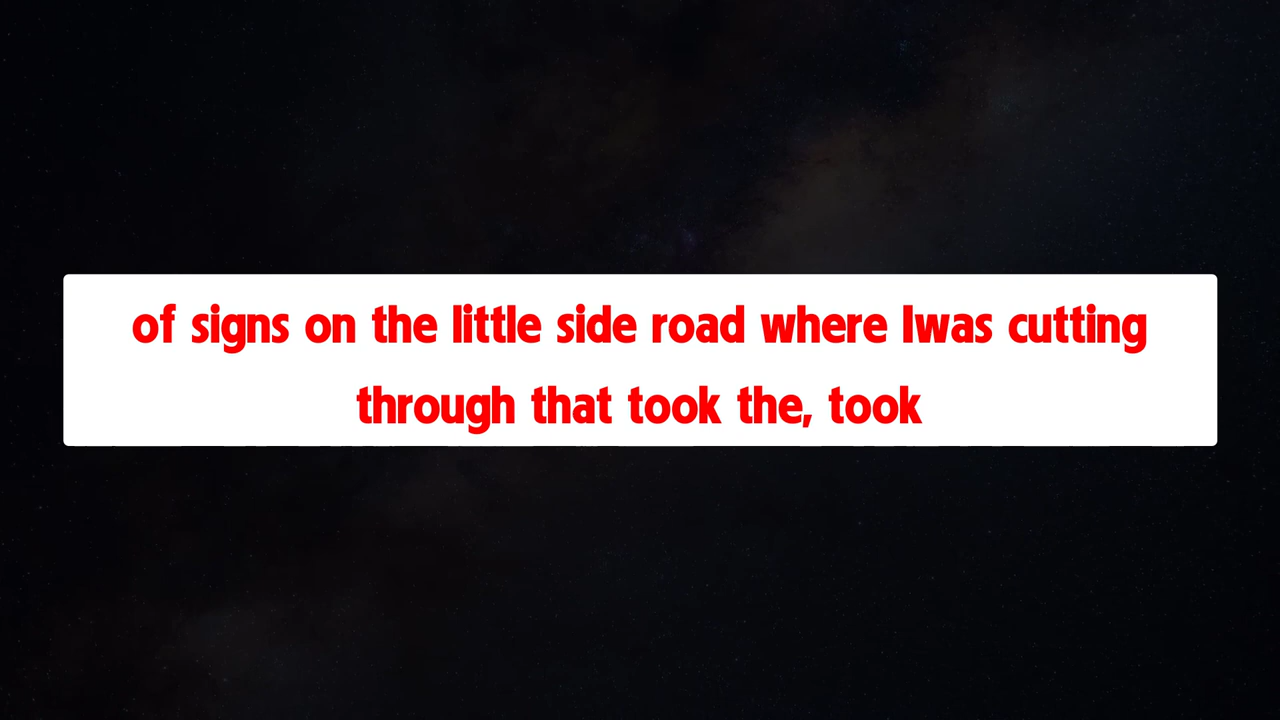 of signs on the little side road where Iwas cutting
through that took the, took